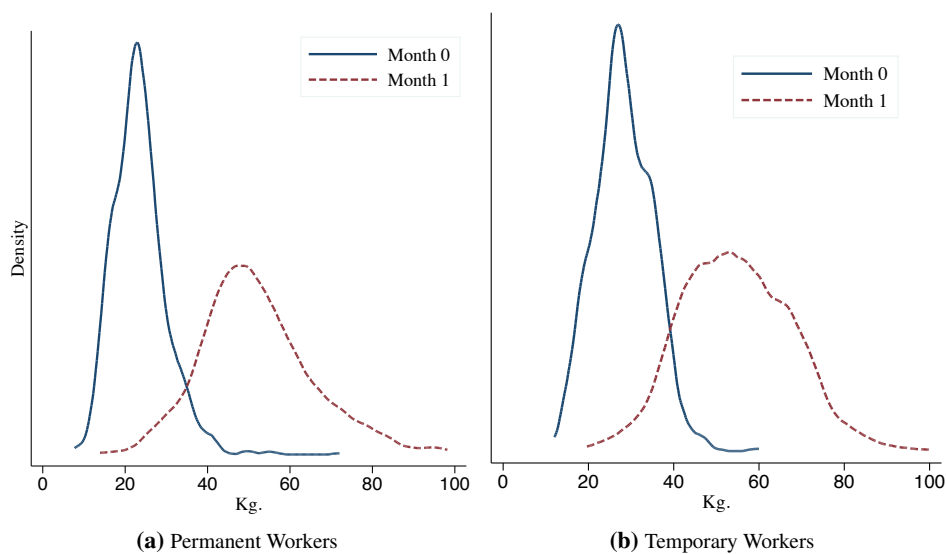 Month 0
Month 1
Density
0 20 40 60 80 100
Kg.
(a) Permanent Workers
Month 0
Month 1
0 20 40 60 80 100
Kg.
(b) Temporary Workers